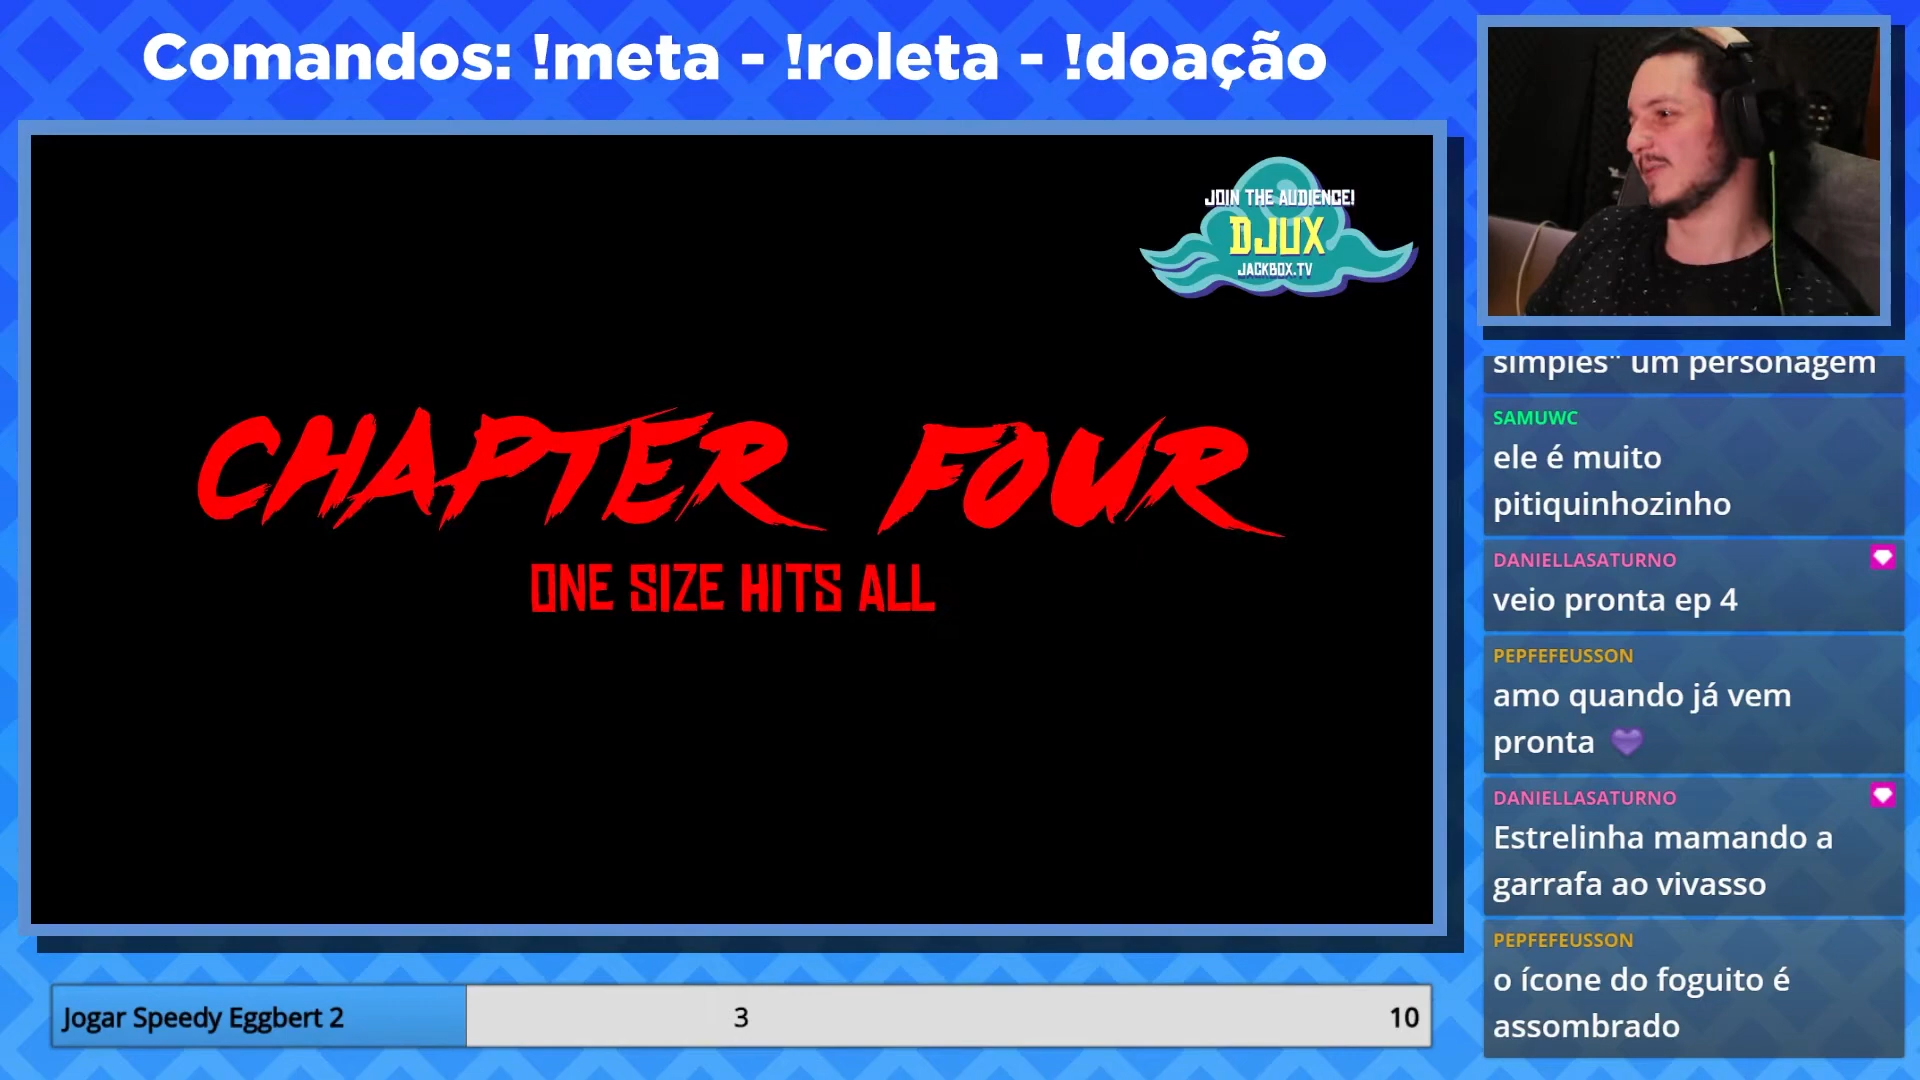 Comandos: !meta - !roleta - !doação
JOIN THE AUDIENCE!
DJUX
JACKBOX.TV
CHAPTER FOUR
ONE SIZE HITS ALL
Jogar Speedy Eggbert 2
3
10
simples" um personagem
SAMUWC
ele é muito
pitiquinhozinho
DANIELLASATURNO
veio pronta ep 4
PEPFEFEUSSON
amo quando já vem
pronta 💜
DANIELLASATURNO
Estrelinha mamando a
garrafa ao vivasso
PEPFEFEUSSON
o ícone do foguito é
assombrado